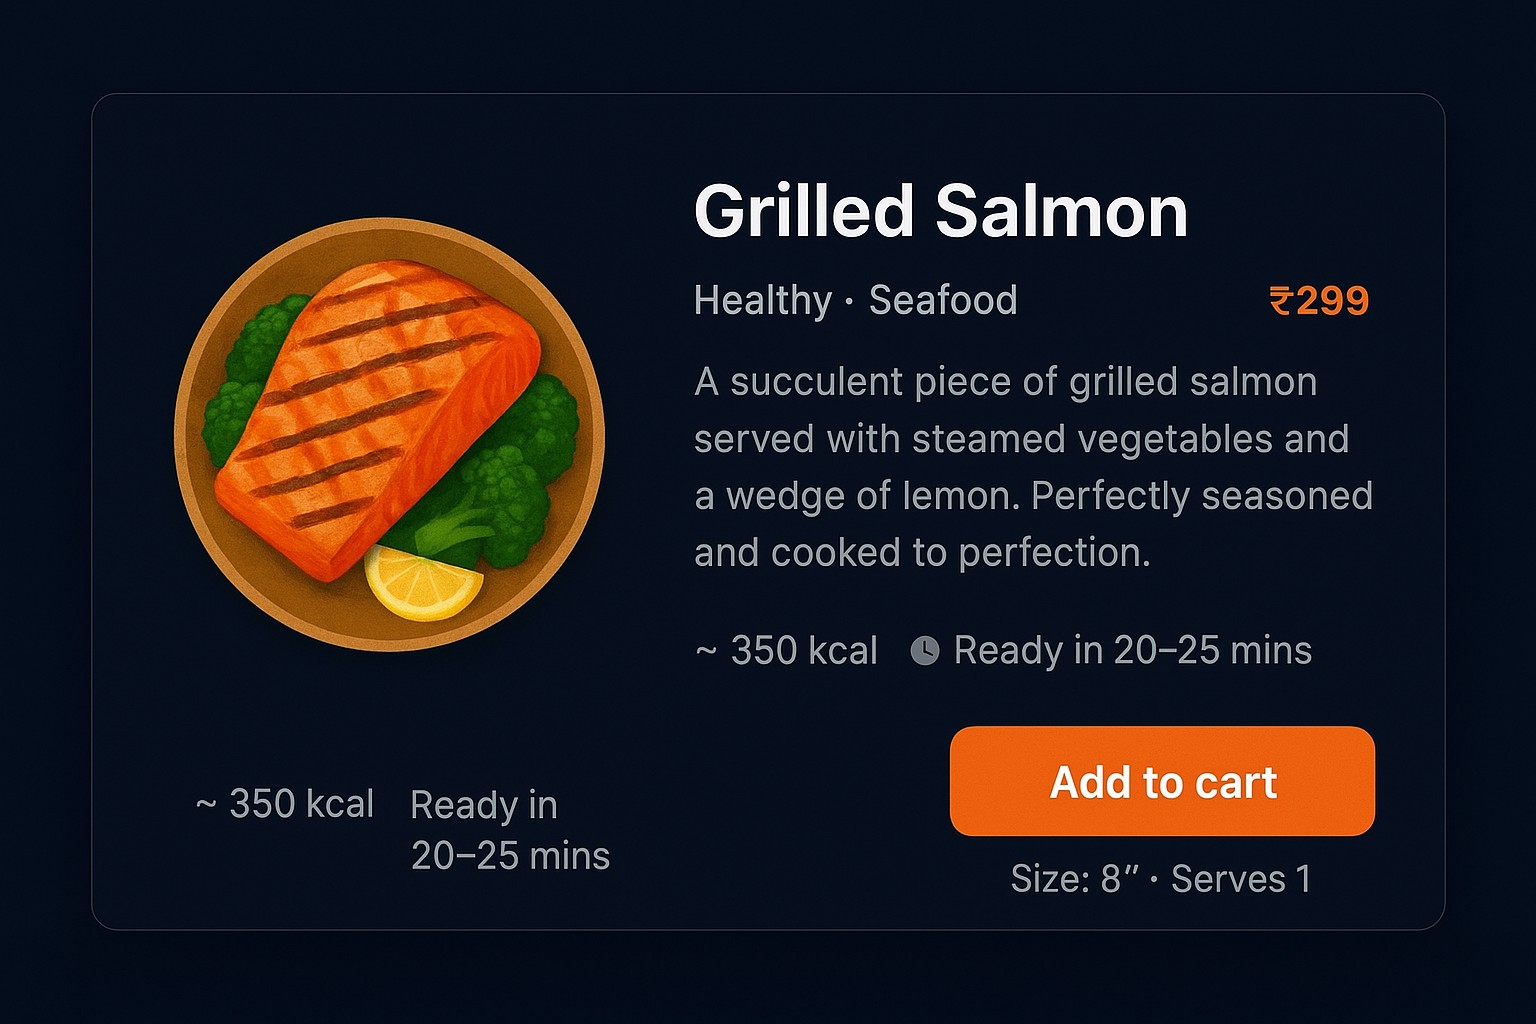 Grilled Salmon
Healthy · Seafood
₹299
A succulent piece of grilled salmon
served with steamed vegetables and
a wedge of lemon. Perfectly seasoned
and cooked to perfection.
~ 350 kcal Ready in 20–25 mins
Add to cart
Size: 8″ · Serves 1
~ 350 kcal
Ready in
20–25 mins